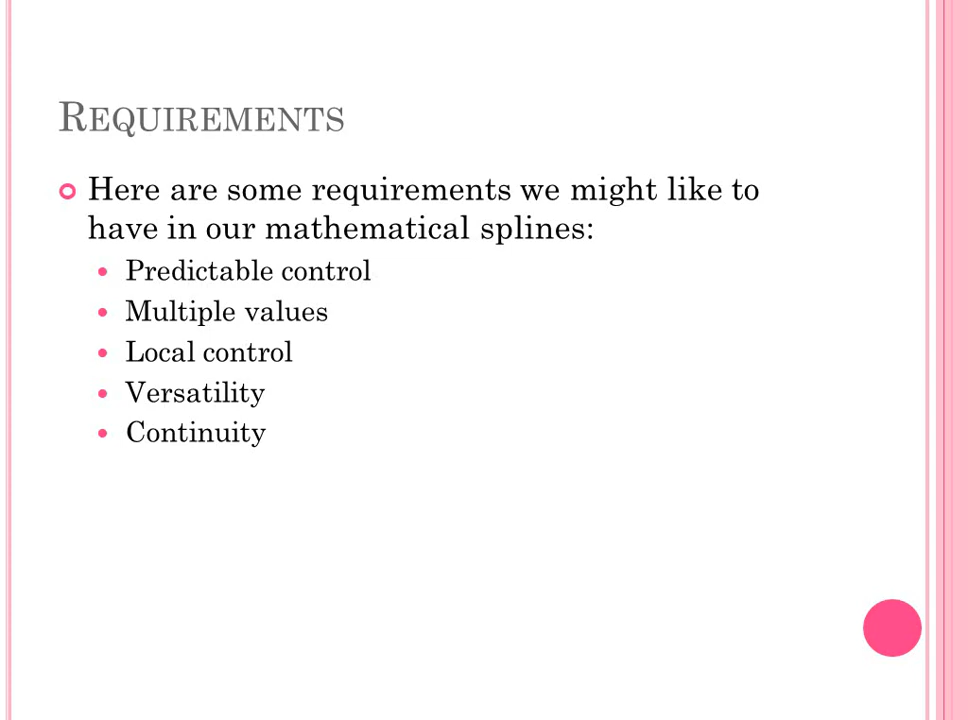 Requirements
Here are some requirements we might like to
have in our mathematical splines:
Predictable control
Multiple values
Local control
Versatility
Continuity